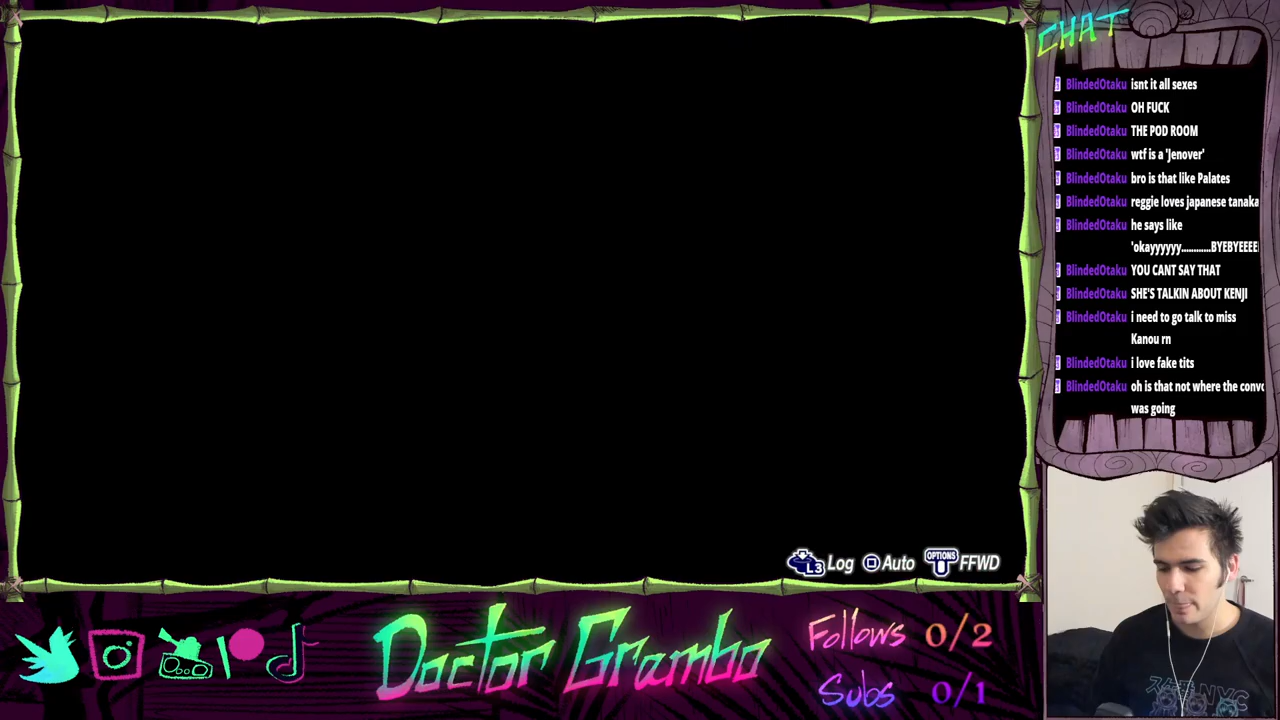 CHAT
BlindedOtaku isnt it all sexes
BlindedOtaku OH FUCK
BlindedOtaku THE POD ROOM
BlindedOtaku wtf is a 'Jenover'
BlindedOtaku bro is that like Palates
BlindedOtaku reggie loves japanese tanaka
BlindedOtaku he says like
'okayyyyyy............BYEBYEEEE
BlindedOtaku YOU CANT SAY THAT
BlindedOtaku SHE'S TALKIN ABOUT KENJI
BlindedOtaku i need to go talk to miss
Kanou rn
BlindedOtaku i love fake tits
BlindedOtaku oh is that not where the convo
was going
L3 Log Auto OPTIONS FFWD
Doctor Grambo
Follows 0/2
Subs 0/1
NYC